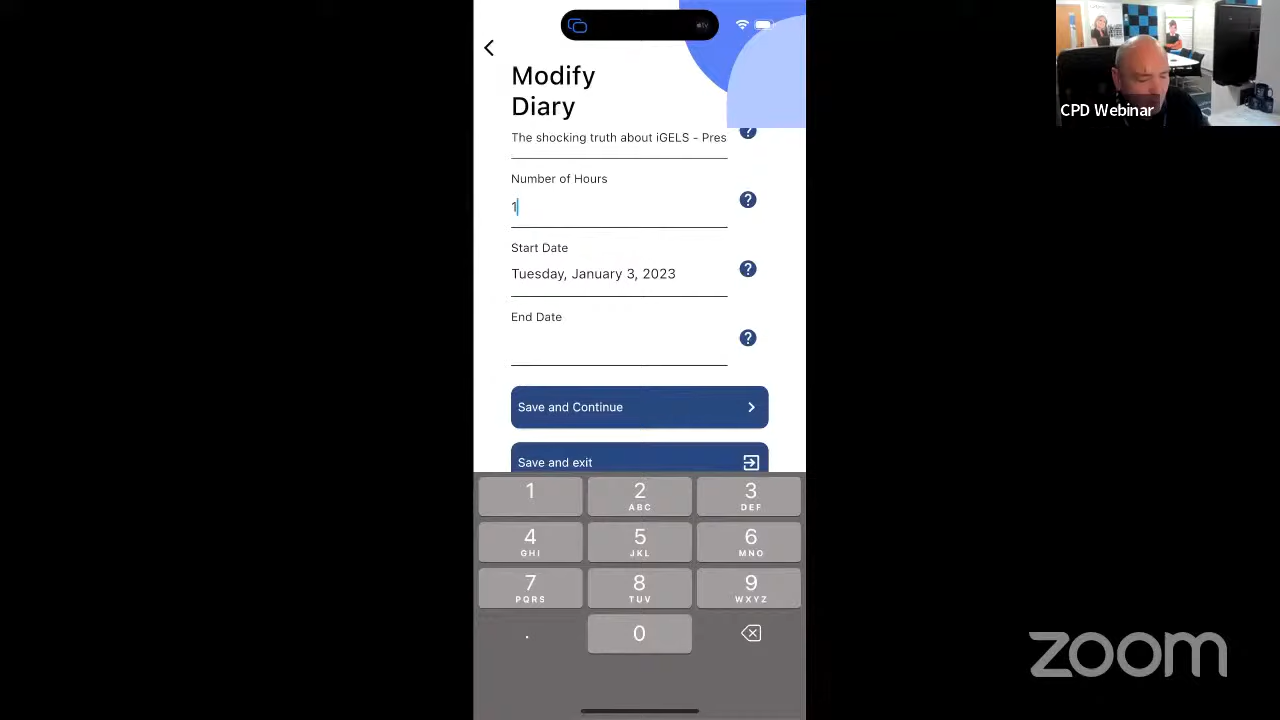 Modify
Diary
The shocking truth about iGELS - Pres
?
Number of Hours
1
?
Start Date
Tuesday, January 3, 2023
?
End Date
?
Save and Continue
Save and exit
1
2
ABC
3
DEF
4
GHI
5
JKL
6
MNO
7
PQRS
8
TUV
9
WXYZ
.
0
CPD Webinar
zoom